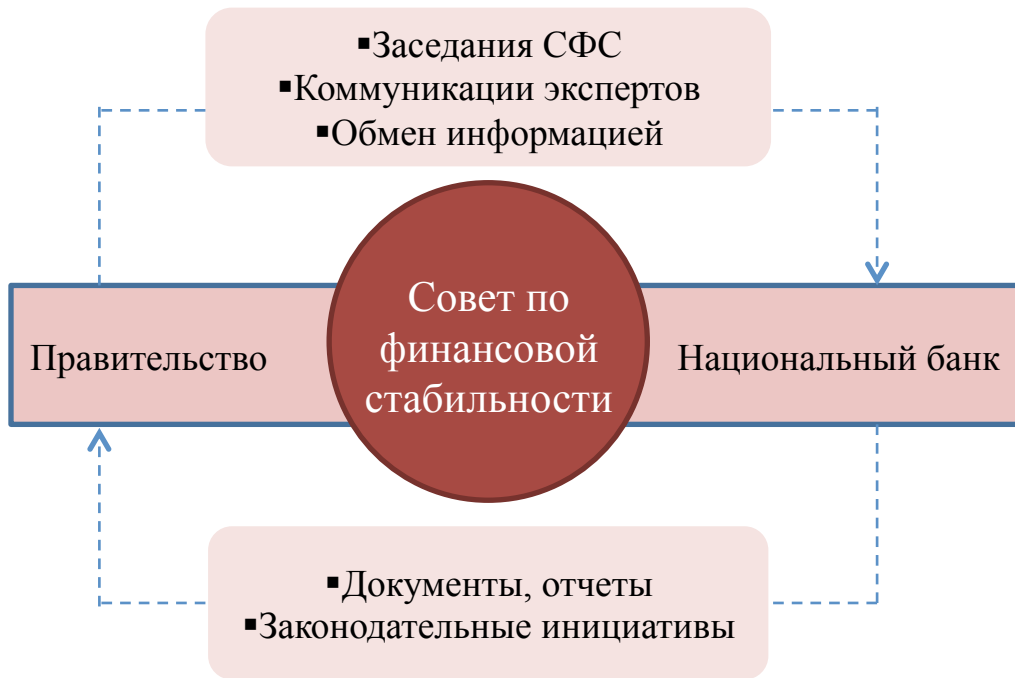 ▪Заседания СФС
▪Коммуникации экспертов
▪Обмен информацией
Правительство
Совет по
финансовой
стабильности
Национальный банк
▪Документы, отчеты
▪Законодательные инициативы